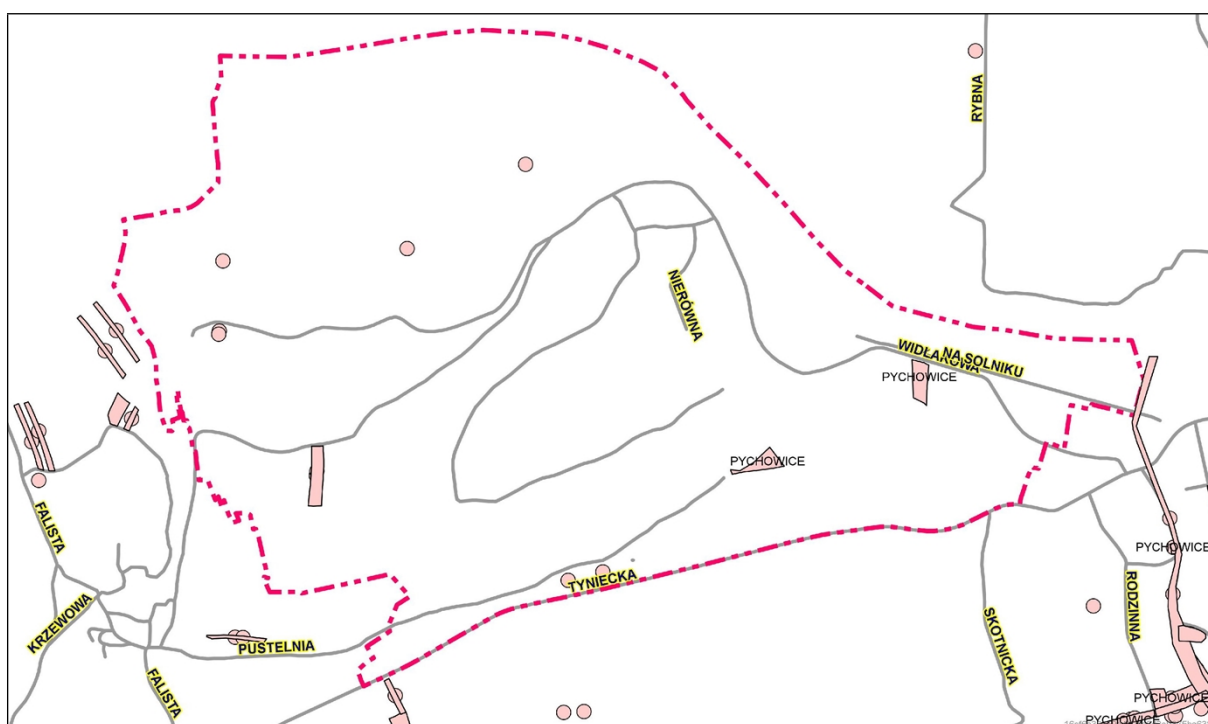 RYBNA
NIERÓWNA
WIDŁAKOWA
NA SOLNIKU
PYCHOWICE
PYCHOWICE
FALISTA
TYNIECKA
PYCHOWICE
KRZEWOWA
PUSTELNIA
SKOTNICKA
RODZINNA
FALISTA
PYCHOWICE
PYCHOWICE